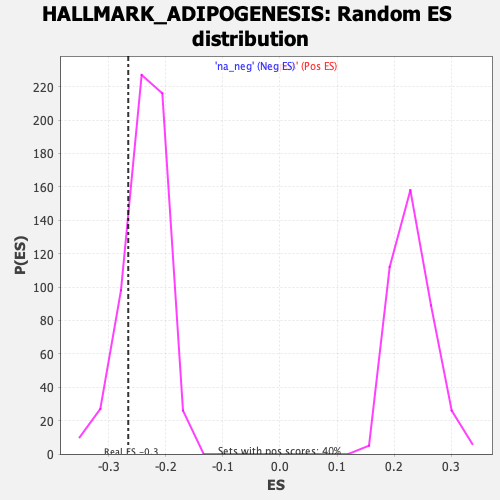 HALLMARK_ADIPOGENESIS: Random ES
distribution
'na_neg' (Neg ES)' (Pos ES)
220
200
180
160
140
120
100
80
60
40
20
0
P(ES)
Real ES -0.3
Sets with pos scores: 40%
-0.3 -0.2 -0.1 0.0 0.1 0.2 0.3
ES